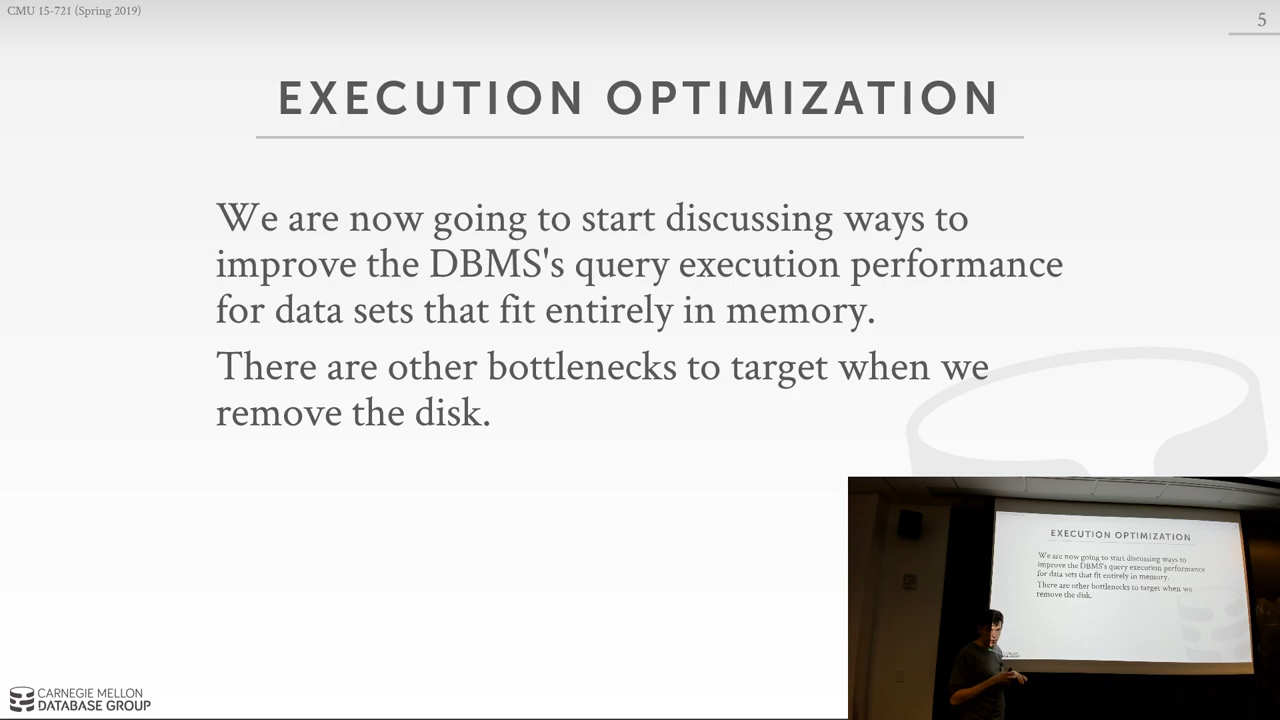 CMU 15-721 (Spring 2019)
5
EXECUTION OPTIMIZATION
We are now going to start discussing ways to
improve the DBMS's query execution performance
for data sets that fit entirely in memory.
There are other bottlenecks to target when we
remove the disk.
EXECUTION OPTIMIZATION
We are now going to start discussing ways to
improve the DBMS's query execution performance
for data sets that fit entirely in memory.
There are other bottlenecks to target when we
remove the disk.
CARNEGIE MELLON
DATABASE GROUP